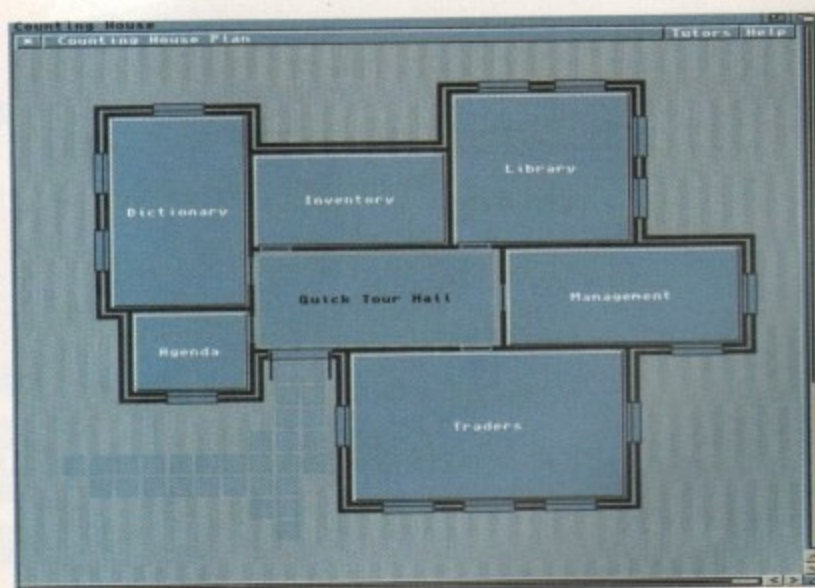 Counting House
Counting House Plan
Tutors Help
Library
Inventory
Dictionary
Quick Tour Hall
Management
Agenda
Traders